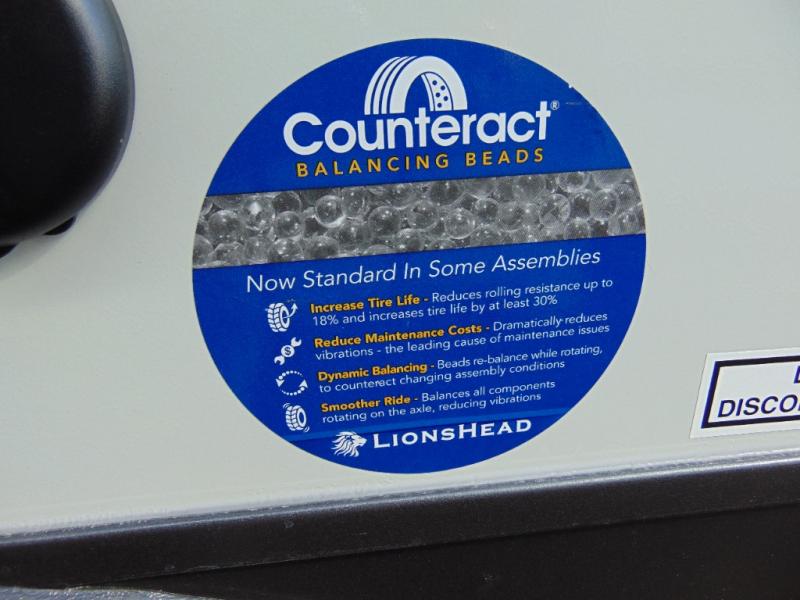 Counteract®
BALANCING BEADS
Now Standard In Some Assemblies
Increase Tire Life - Reduces rolling resistance up to
18% and increases tire life by at least 30%
$
Reduce Maintenance Costs - Dramatically reduces
vibrations - the leading cause of maintenance issues
Dynamic Balancing - Beads re-balance while rotating,
to counteract changing assembly conditions
Smoother Ride - Balances all components
rotating on the axle, reducing vibrations
LIONSHEAD